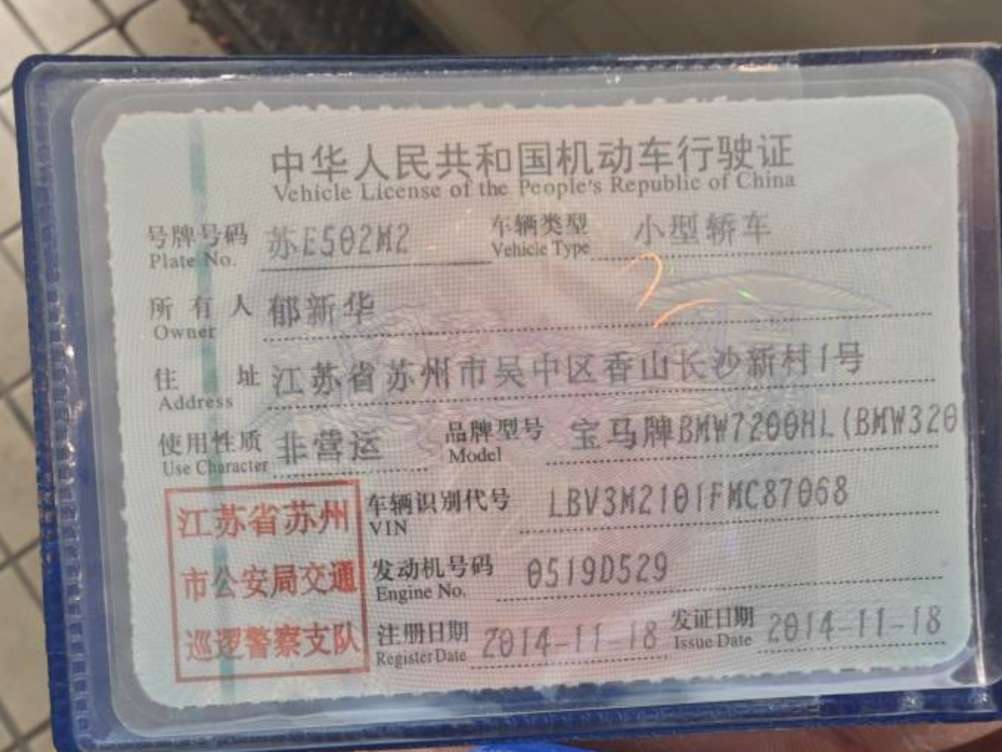 中华人民共和国机动车行驶证
Vehicle License of the People's Republic of China
号牌号码 苏E502M2 车辆类型 小型轿车
Plate No. Vehicle Type
所有人 郁新华
Owner
住址 江苏省苏州市吴中区香山长沙新村1号
Address
使用性质 非营运 品牌型号 宝马牌BMW7200HL(BMW320
Use Character Model
江苏省苏州 车辆识别代号 LBV3M2101FMC87068
VIN
市公安局交通 发动机号码 0519D529
Engine No.
巡逻警察支队 注册日期 2014-11-18 发证日期 2014-11-18
Register Date Issue Date